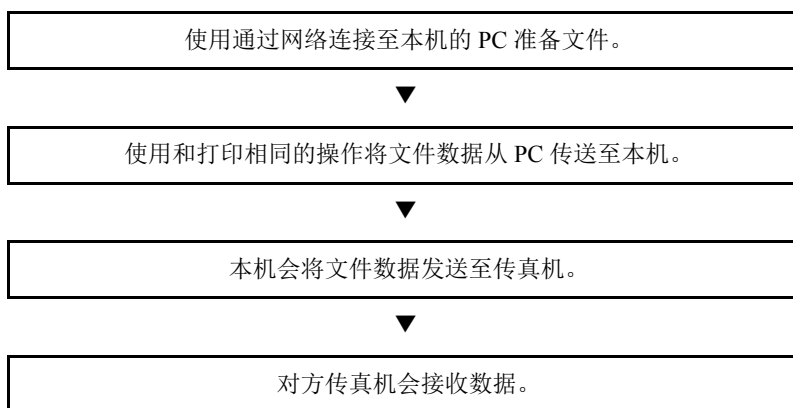 使用通过网络连接至本机的 PC 准备文件。
使用和打印相同的操作将文件数据从 PC 传送至本机。
本机会将文件数据发送至传真机。
对方传真机会接收数据。